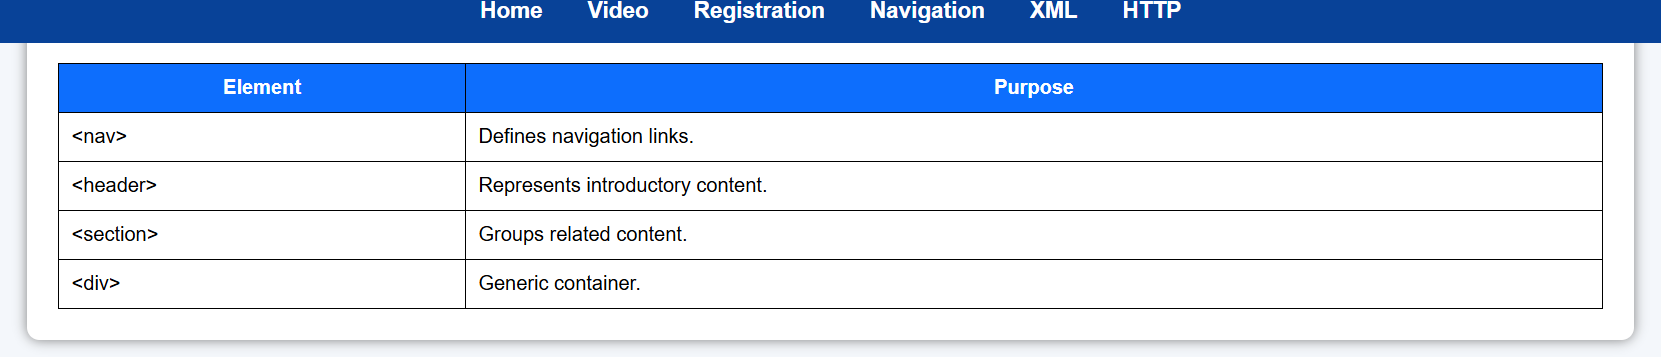 Home Video Registration Navigation XML HTTP
Element Purpose
<nav> Defines navigation links.
<header> Represents introductory content.
<section> Groups related content.
<div> Generic container.